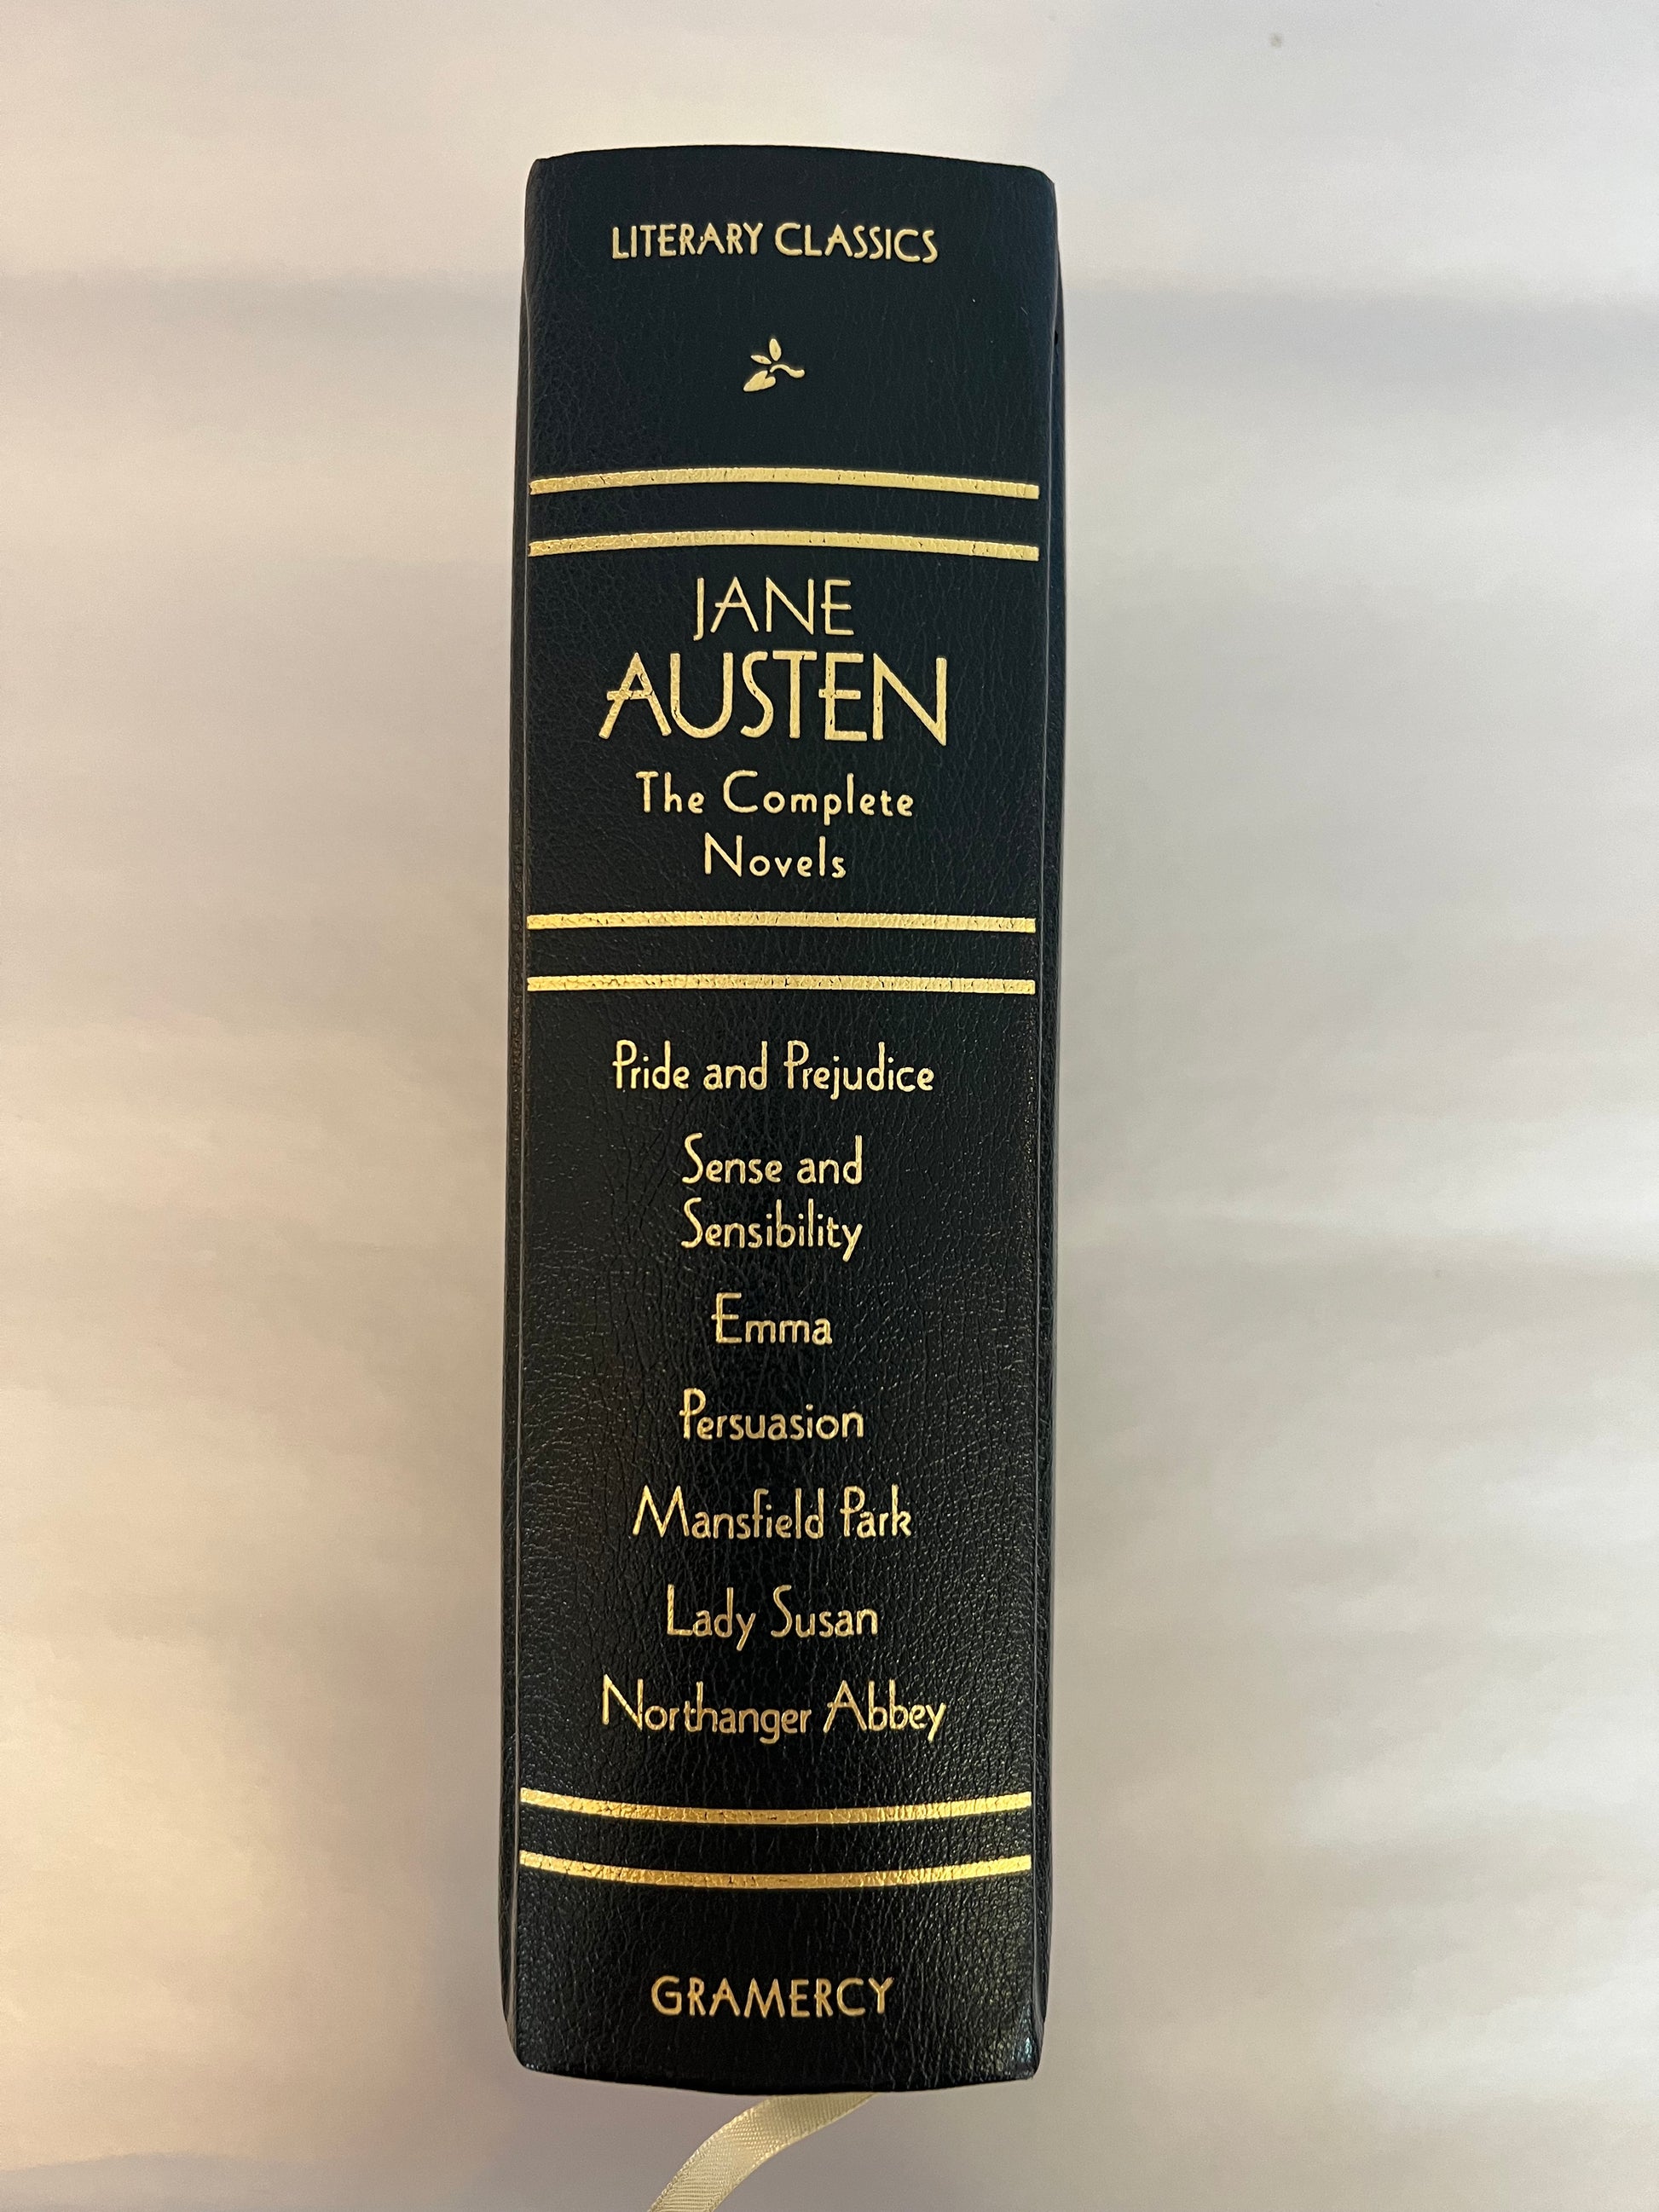 LITERARY CLASSICS
JANE
AUSTEN
The Complete
Novels
Pride and Prejudice
Sense and
Sensibility
Emma
Persuasion
Mansfield Park
Lady Susan
Northanger Abbey
GRAMERCY